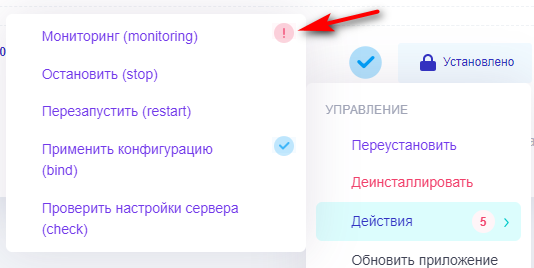 Мониторинг (monitoring)
!
Остановить (stop)
Перезапустить (restart)
Применить конфигурацию
(bind)
Проверить настройки сервера
(check)
Установлено
УПРАВЛЕНИЕ
Переустановить
Деинсталлировать
Действия 5
Обновить приложение